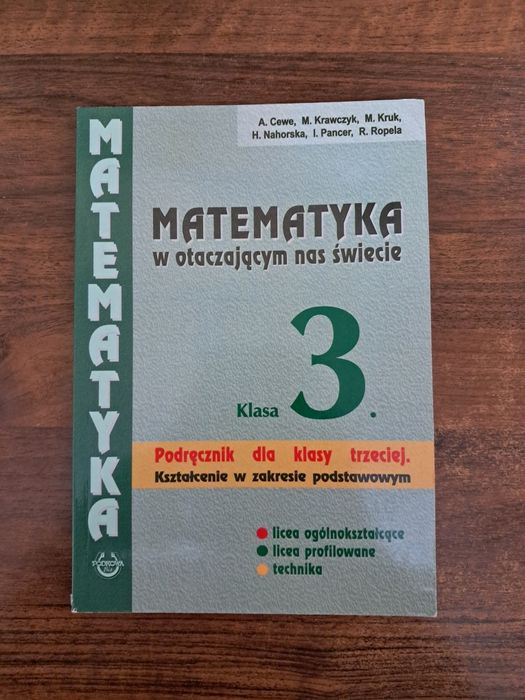 A. Cewe, M. Krawczyk, M. Kruk,
H. Nahorska, I. Pancer, R. Ropela
MATEMATYKA
MATEMATYKA
w otaczającym nas świecie
Klasa 3.
Podręcznik dla klasy trzeciej.
Kształcenie w zakresie podstawowym
licea ogólnokształcące
licea profilowane
technika
PODKOWA